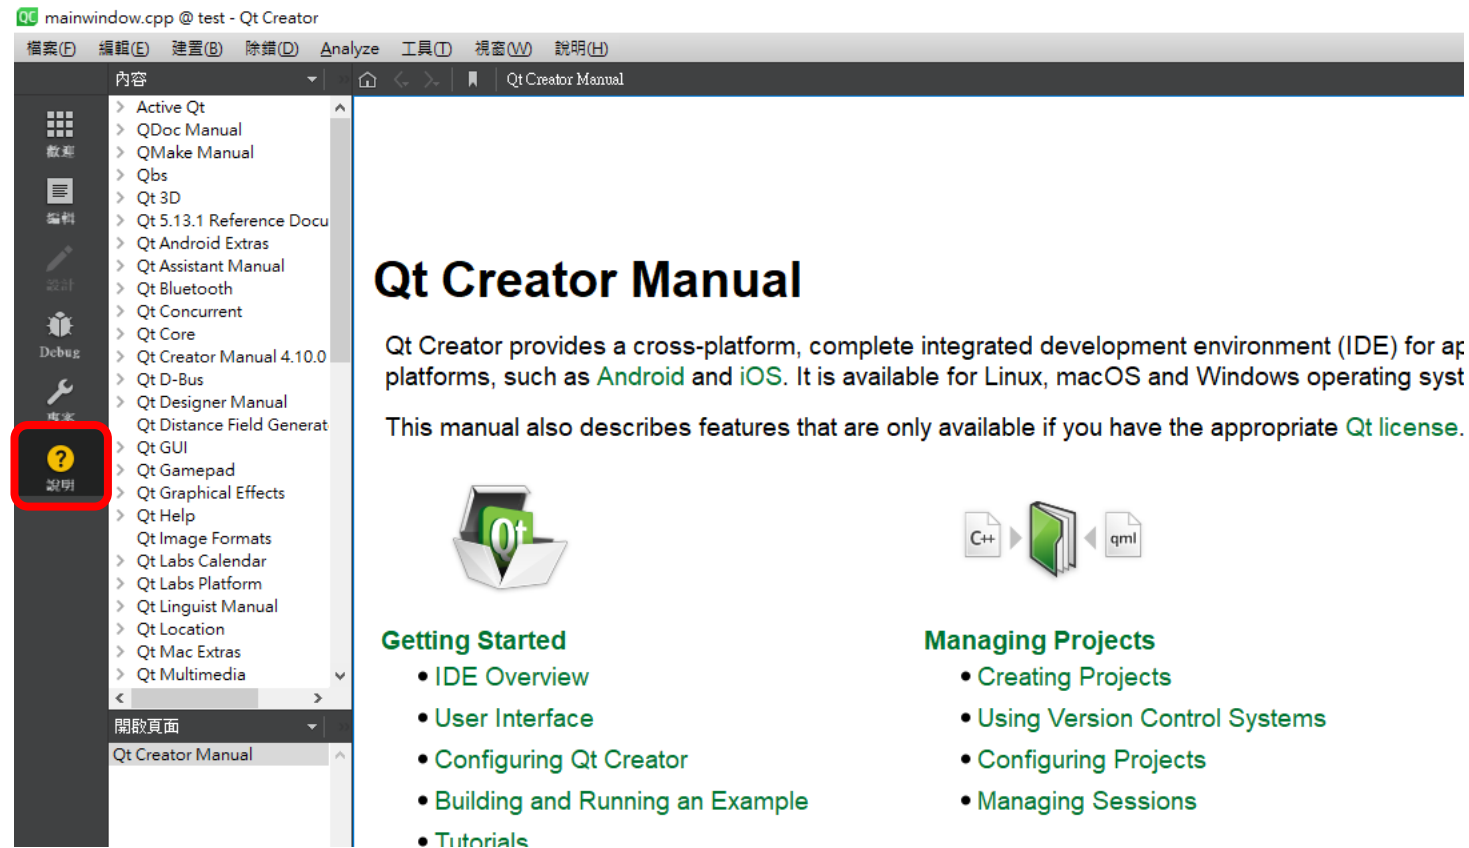 mainwindow.cpp @ test - Qt Creator
檔案(F) 編輯(E) 建置(B) 除錯(D) Analyze 工具(T) 視窗(W) 說明(H)
內容
Qt Creator Manual
歡迎
編輯
設計
Debug
專案
說明
Active Qt
QDoc Manual
QMake Manual
Qbs
Qt 3D
Qt 5.13.1 Reference Docu
Qt Android Extras
Qt Assistant Manual
Qt Bluetooth
Qt Concurrent
Qt Core
Qt Creator Manual 4.10.0
Qt D-Bus
Qt Designer Manual
Qt Distance Field Generat
Qt GUI
Qt Gamepad
Qt Graphical Effects
Qt Help
Qt Image Formats
Qt Labs Calendar
Qt Labs Platform
Qt Linguist Manual
Qt Location
Qt Mac Extras
Qt Multimedia
開啟頁面
Qt Creator Manual
Qt Creator Manual
Qt Creator provides a cross-platform, complete integrated development environment (IDE) for ap
platforms, such as Android and iOS. It is available for Linux, macOS and Windows operating syst
This manual also describes features that are only available if you have the appropriate Qt license.
Qt
C++
qml
Getting Started
• IDE Overview
• User Interface
• Configuring Qt Creator
• Building and Running an Example
• Tutorials
Managing Projects
• Creating Projects
• Using Version Control Systems
• Configuring Projects
• Managing Sessions